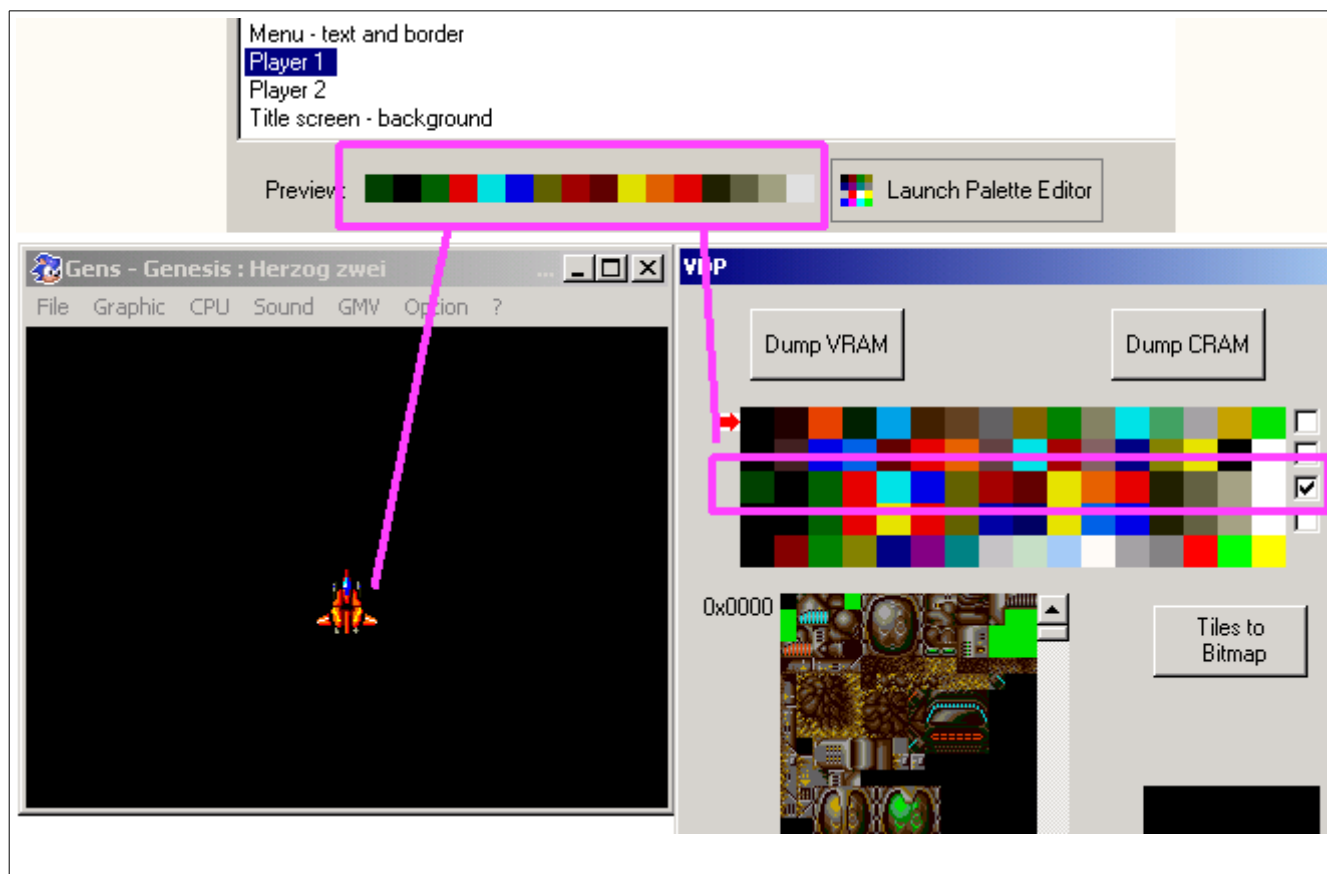 Menu - text and border
Player 1
Player 2
Title screen - background
Preview:
Launch Palette Editor
Gens - Genesis : Herzog zwei ...
File Graphic CPU Sound GMV Option ?
VDP
Dump VRAM
Dump CRAM
0x0000
Tiles to
Bitmap